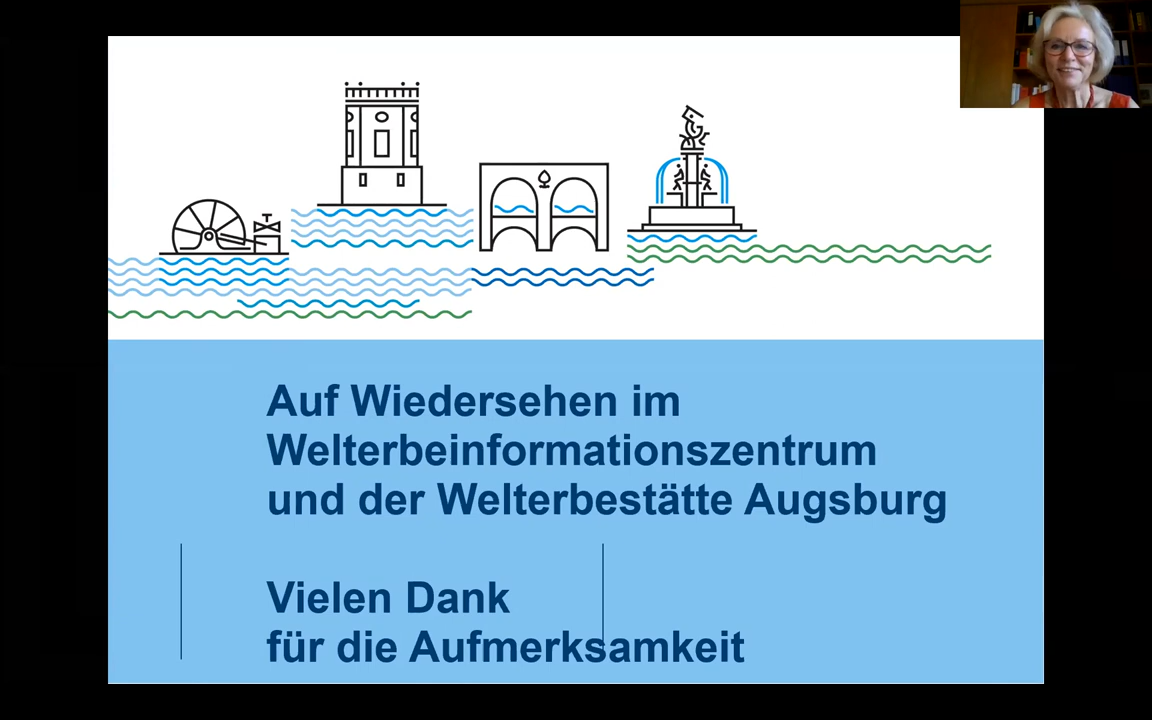 Auf Wiedersehen im
Welterbeinformationszentrum
und der Welterbestätte Augsburg
Vielen Dank
für die Aufmerksamkeit